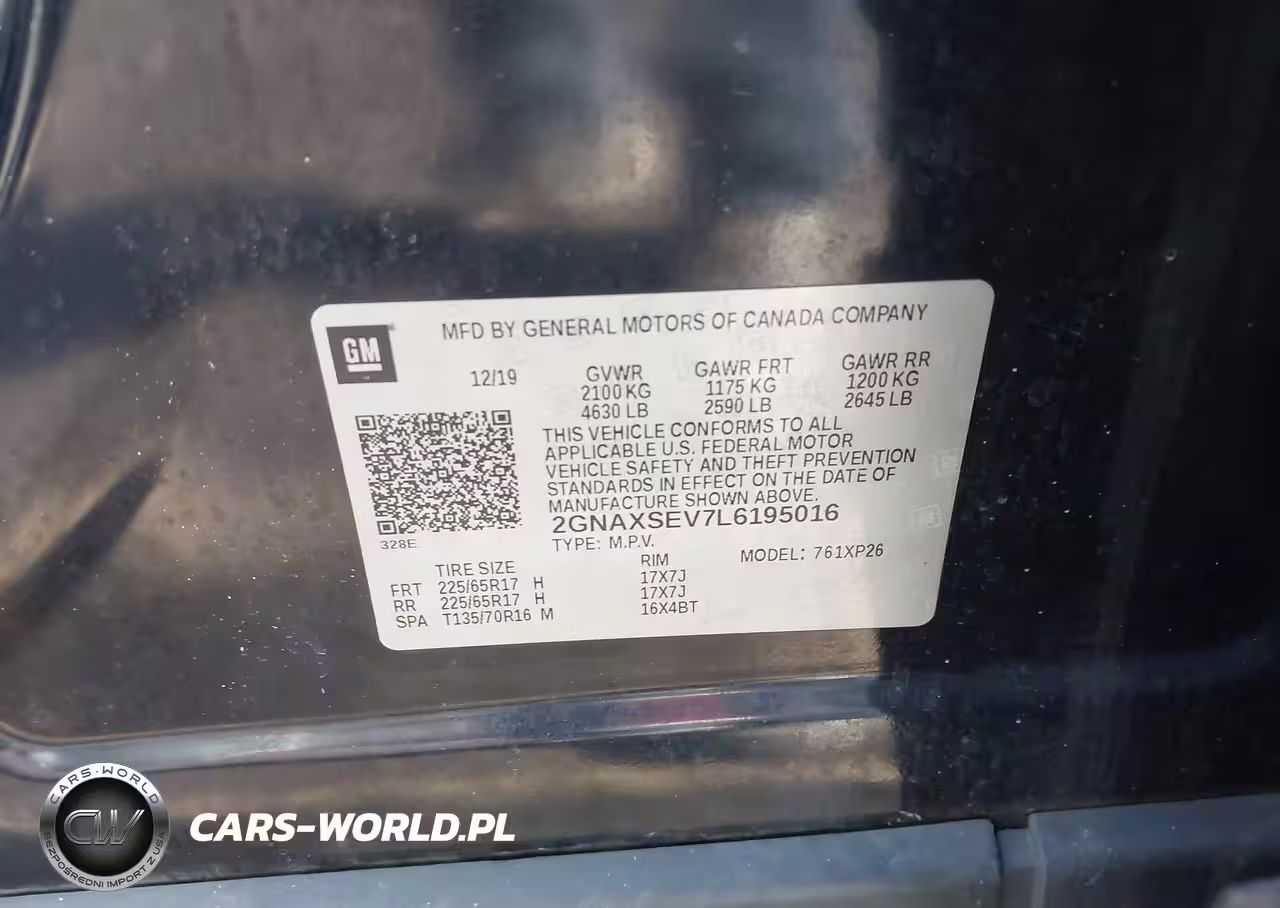 MFD BY GENERAL MOTORS OF CANADA COMPANY
GM
12/19
GVWR GAWR FRT GAWR RR
2100 KG 1175 KG 1200 KG
4630 LB 2590 LB 2645 LB
THIS VEHICLE CONFORMS TO ALL
APPLICABLE U.S. FEDERAL MOTOR
VEHICLE SAFETY AND THEFT PREVENTION
STANDARDS IN EFFECT ON THE DATE OF
MANUFACTURE SHOWN ABOVE.
2GNAXSEV7L6195016
328E
TYPE: M.P.V.
TIRE SIZE RIM MODEL: 761XP26
FRT 225/65R17 H 17X7J
RR 225/65R17 H 17X7J
SPA T135/70R16 M 16X4BT
CARS-WORLD
CW
BEZPOŚREDNI IMPORT Z USA
CARS-WORLD.PL